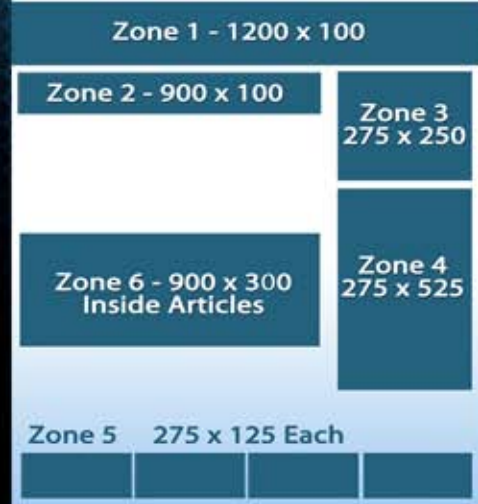 Zone 1 - 1200 x 100
Zone 2 - 900 x 100
Zone 3
275 x 250
Zone 4
275 x 525
Zone 6 - 900 x 300
Inside Articles
Zone 5 275 x 125 Each